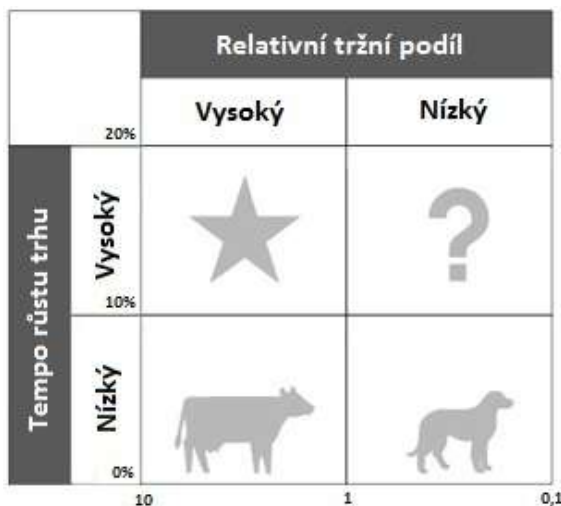 Relativní tržní podíl
Vysoký Nízký
20%
Tempo růstu trhu
Vysoký
10%
?
Nízký
0%
10 1 0,1